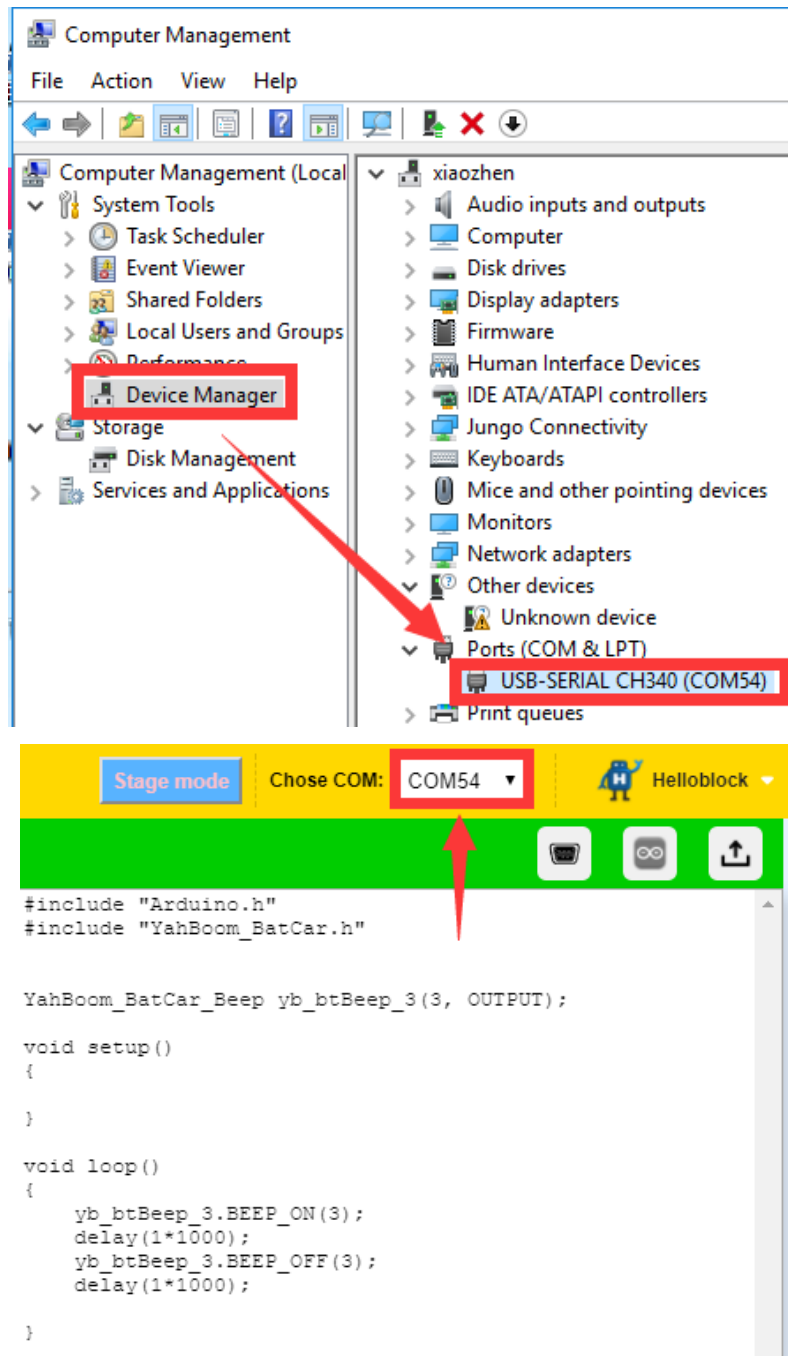 Computer Management
File Action View Help
Computer Management (Local
System Tools
Task Scheduler
Event Viewer
Shared Folders
Local Users and Groups
Performance
Device Manager
Storage
Disk Management
Services and Applications
xiaozhen
Audio inputs and outputs
Computer
Disk drives
Display adapters
Firmware
Human Interface Devices
IDE ATA/ATAPI controllers
Jungo Connectivity
Keyboards
Mice and other pointing devices
Monitors
Network adapters
Other devices
Unknown device
Ports (COM & LPT)
USB-SERIAL CH340 (COM54)
Print queues
Stage mode Chose COM: COM54 Helloblock
#include "Arduino.h"
#include "YahBoom_BatCar.h"
YahBoom_BatCar_Beep yb_btBeep_3(3, OUTPUT);
void setup()
{
}
void loop()
{
yb_btBeep_3.BEEP_ON(3);
delay(1*1000);
yb_btBeep_3.BEEP_OFF(3);
delay(1*1000);
}